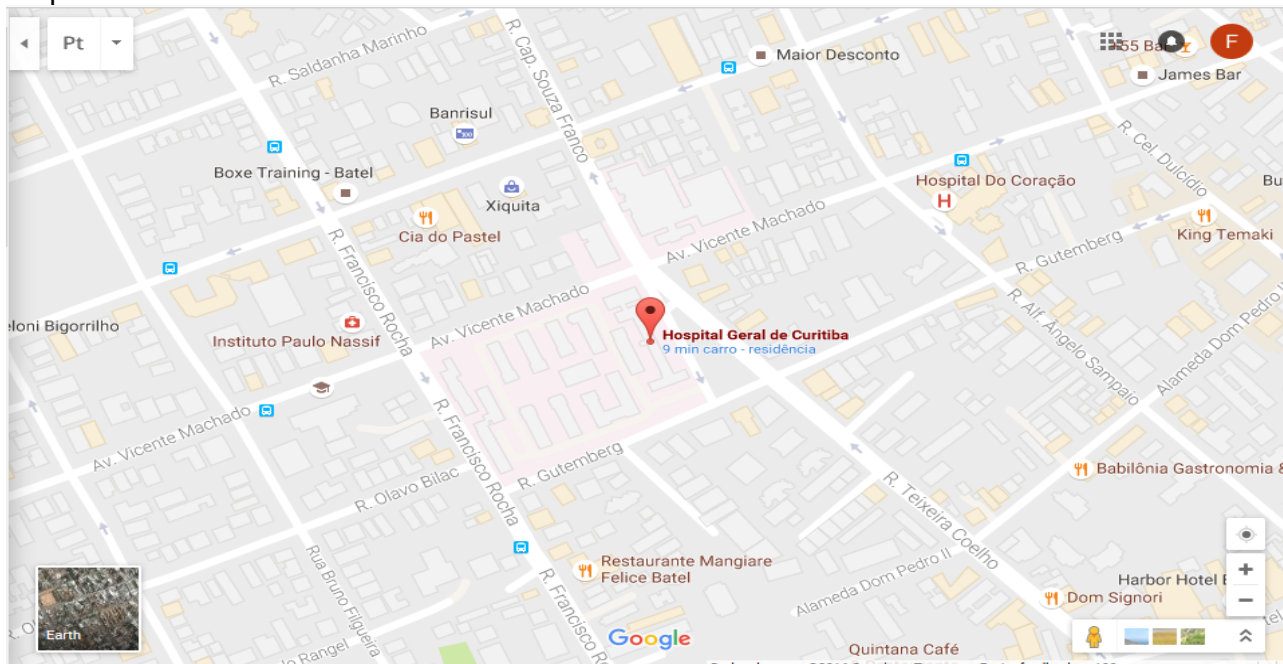 Pt
R. Saldanha Marinho
R. Cap. Souza Franco
Maior Desconto
F
James Bar
Banrisul
R. Cel. Dulcídio
Boxe Training - Batel
Xiquita
Hospital Do Coração
H
Cia do Pastel
Av. Vicente Machado
King Temaki
R. Gutemberg
R. Francisco Rocha
Av. Vicente Machado
eloni Bigorrilho
Instituto Paulo Nassif
Hospital Geral de Curitiba
9 min carro - residência
R. Alf. Ângelo Sampaio
Alameda Dom Pedro II
Av. Vicente Machado
R. Francisco Rocha
R. Gutemberg
R. Olavo Bilac
Babilônia Gastronomia &
R. Teixeira Coelho
Rua Bruno Filgueira
Restaurante Mangiare
Felice Batel
Alameda Dom Pedro II
R. Francisco Ro
Harbor Hotel
Dom Signori
Earth
Google
Quintana Café